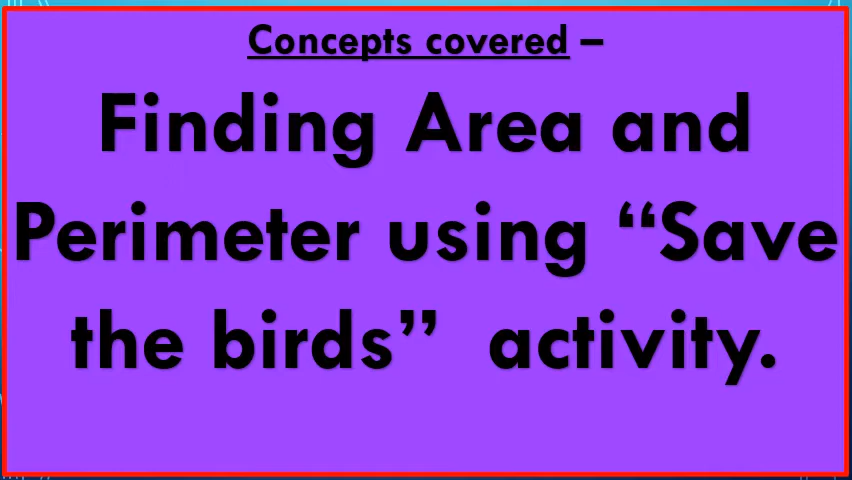 Concepts covered –
Finding Area and
Perimeter using “Save
the birds”  activity.